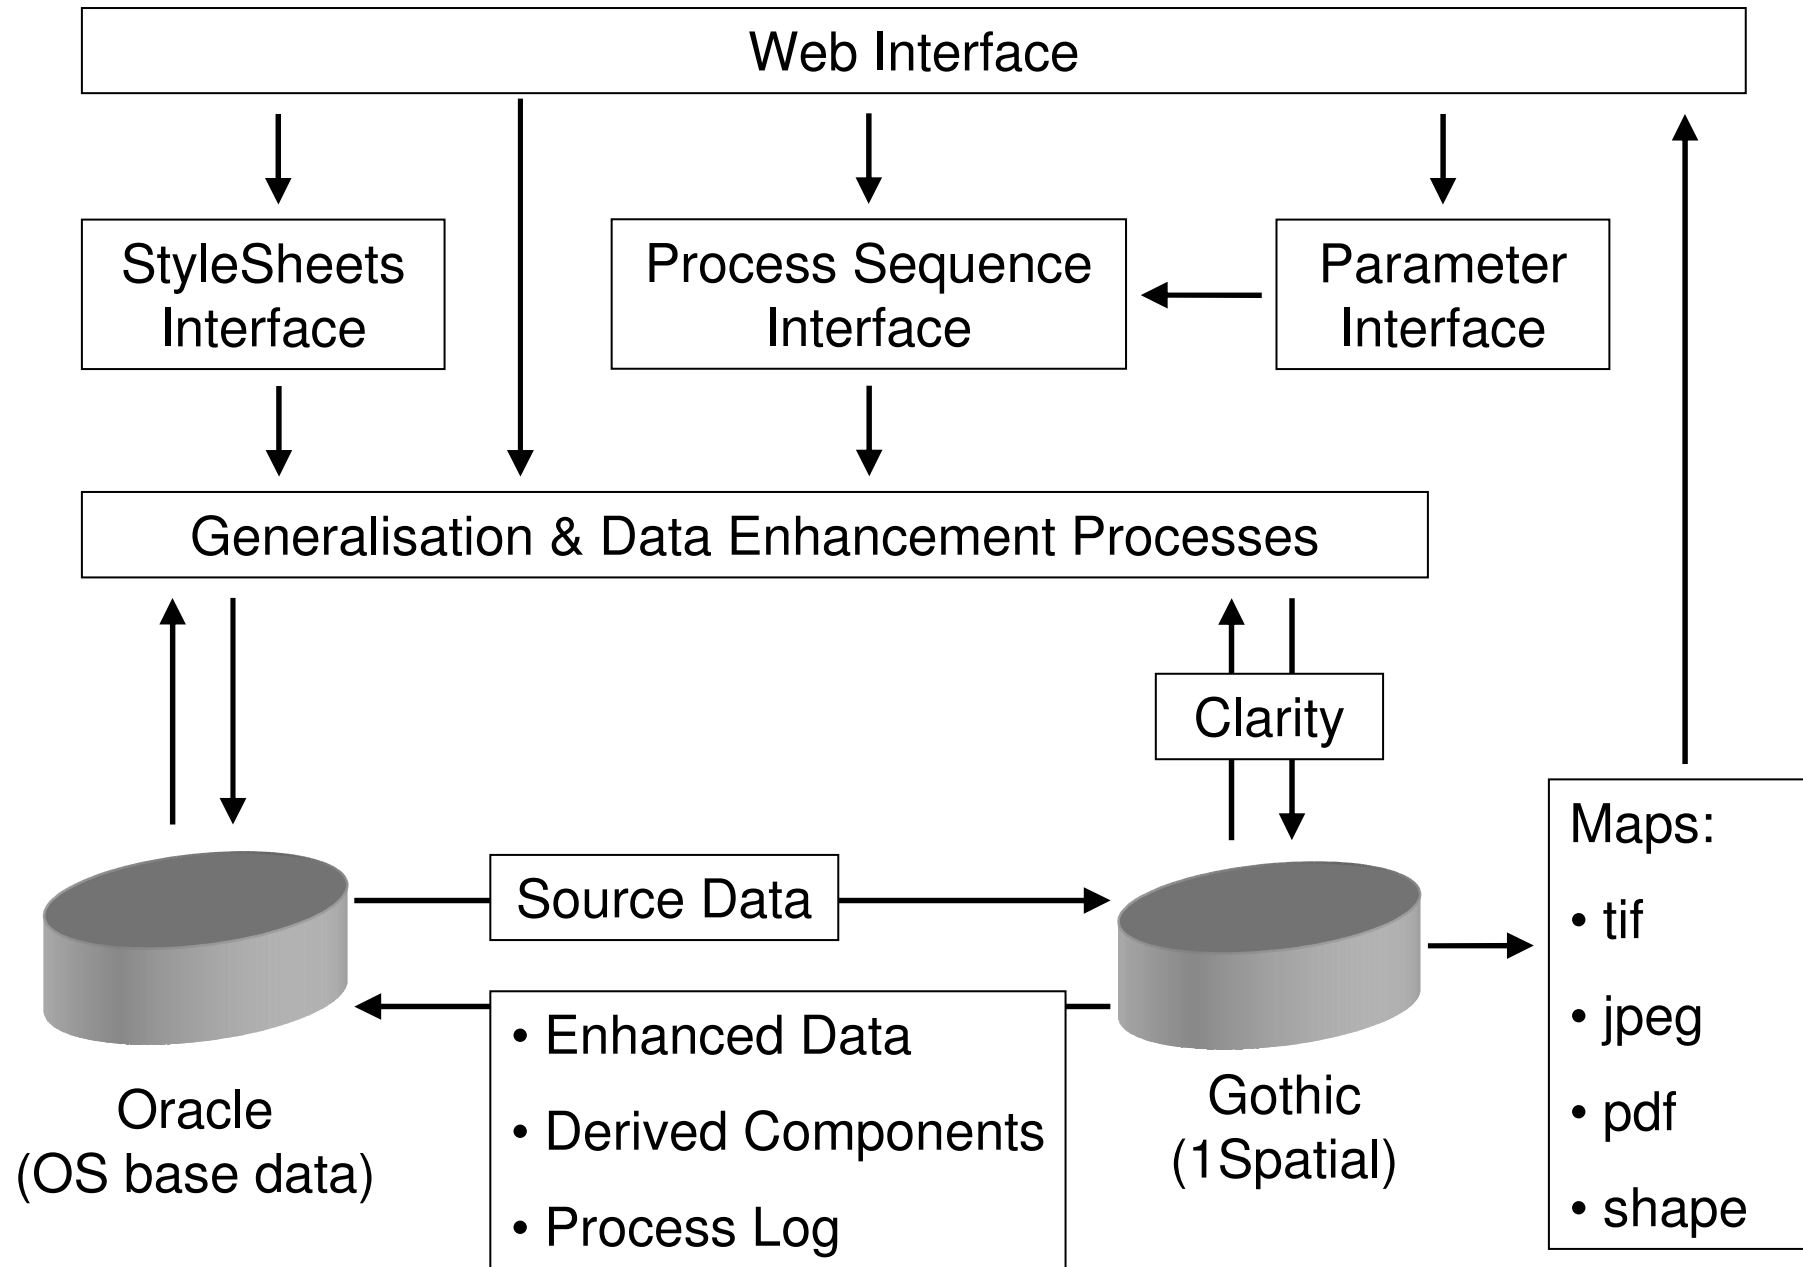 Web Interface
StyleSheets
Interface
Process Sequence
Interface
Parameter
Interface
Generalisation & Data Enhancement Processes
Clarity
Source Data
• Enhanced Data
• Derived Components
• Process Log
Oracle
(OS base data)
Gothic
(1Spatial)
Maps:
• tif
• jpeg
• pdf
• shape